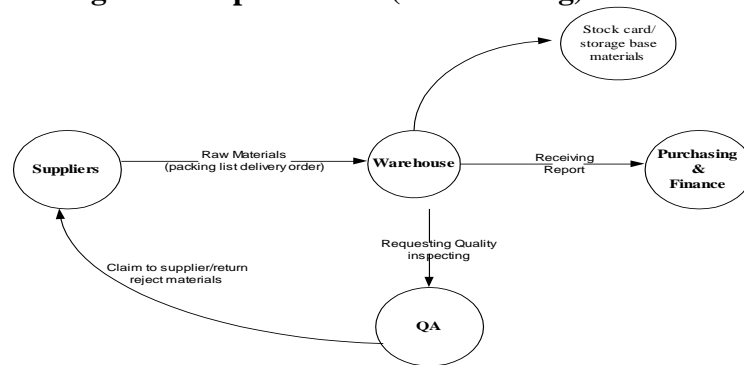 Stock card/
storage base
materials
Suppliers
Raw Materials
(packing list delivery order)
Warehouse
Receiving
Report
Purchasing
&
Finance
Requesting Quality
inspecting
Claim to supplier/return
reject materials
QA